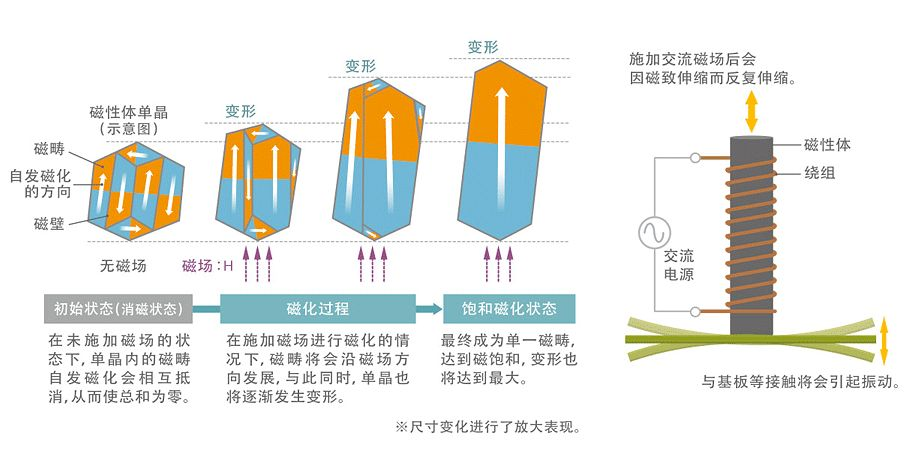 磁性体单晶
(示意图)
磁畴
自发磁化
的方向
磁壁
变形
变形
变形
无磁场
磁场：H
初始状态(消磁状态)
在未施加磁场的状
态下, 单晶内的磁畴
自发磁化会相互抵
消, 从而使总和为零。
磁化过程
在施加磁场进行磁化的情
况下, 磁畴将会沿磁场方
向发展, 与此同时, 单晶也
将逐渐发生变形。
饱和磁化状态
最终成为单一磁畴,
达到磁饱和, 变形也
将达到最大。
※尺寸变化进行了放大表现。
施加交流磁场后会
因磁致伸缩而反复伸缩。
磁性体
绕组
交流
电源
与基板等接触将会引起振动。